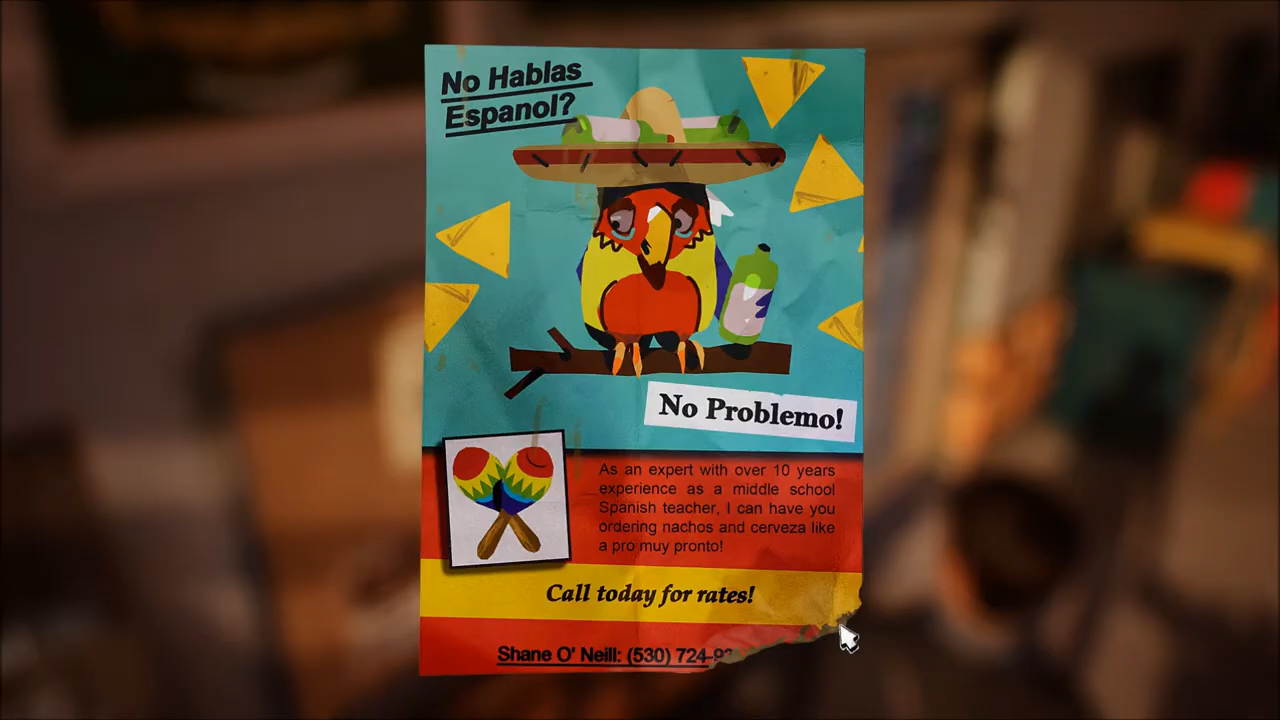 No Hablas
Espanol?
No Problemo!
As an expert with over 10 years
experience as a middle school
Spanish teacher, I can have you
ordering nachos and cerveza like
a pro muy pronto!
Call today for rates!
Shane O' Neill: (530) 724-9